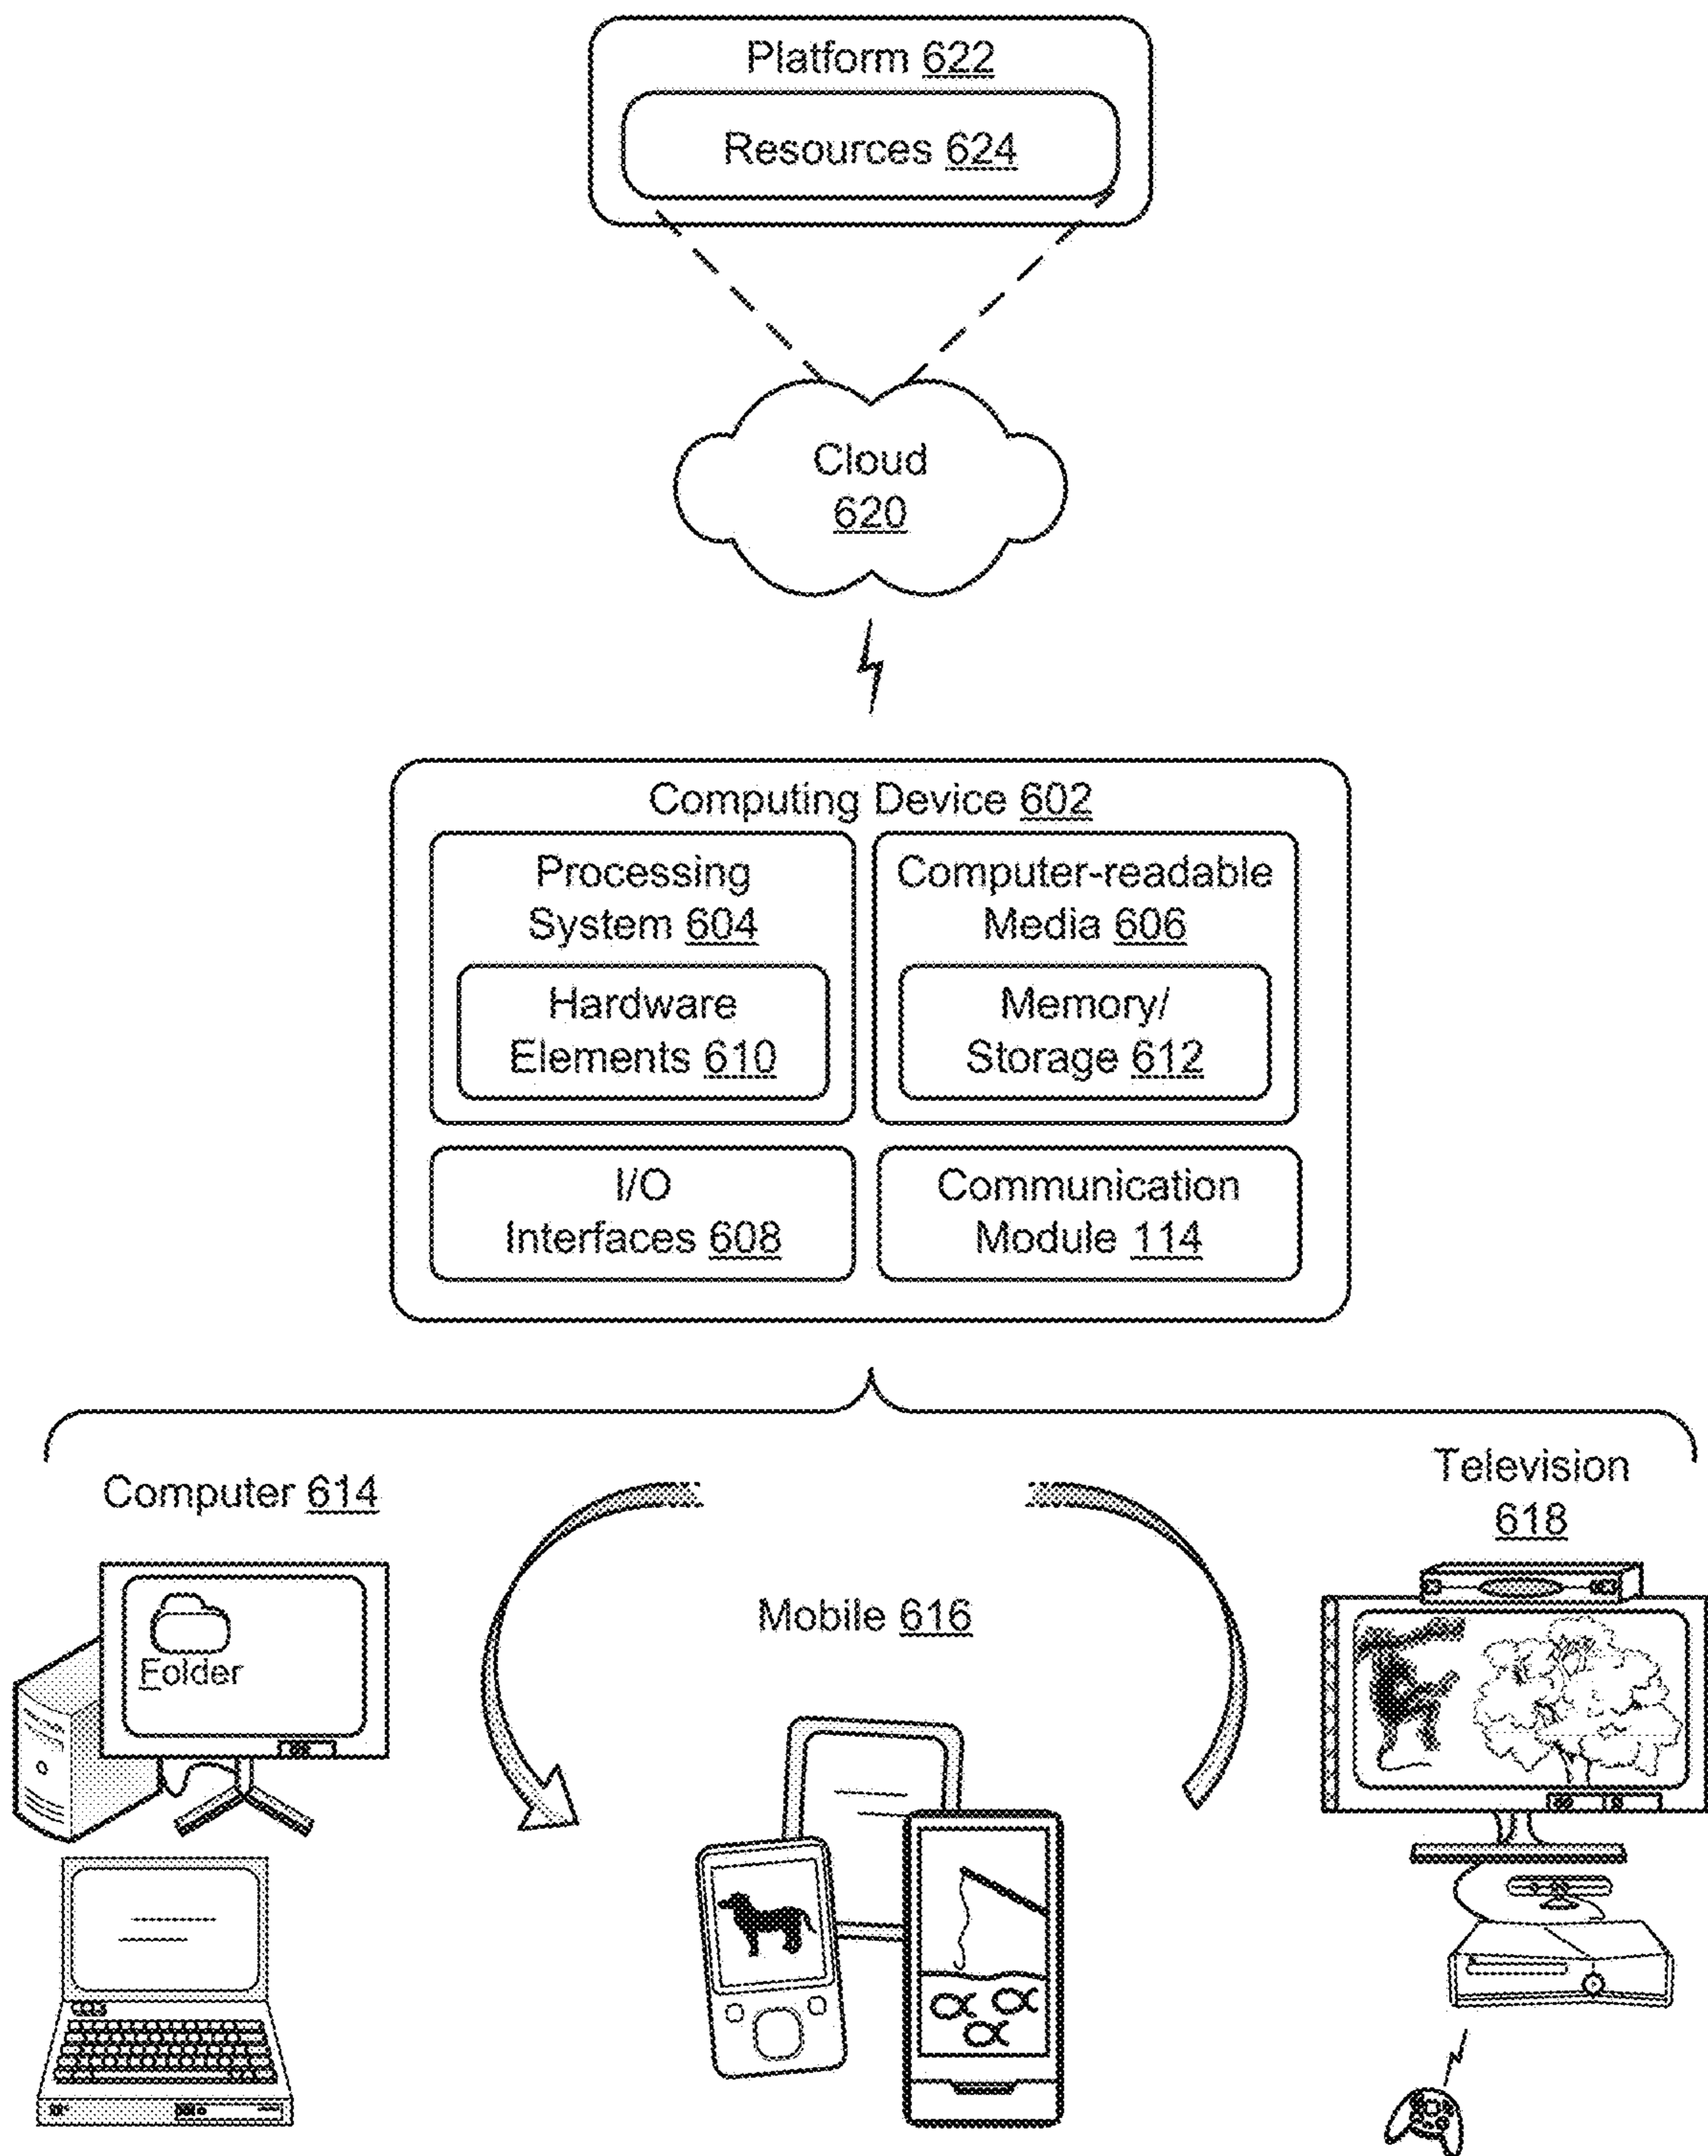 Platform 622
Resources 624
Cloud
620
Computing Device 602
Processing
System 604
Hardware
Elements 610
Computer-readable
Media 606
Memory/
Storage 612
I/O
Interfaces 608
Communication
Module 114
Computer 614
Folder
Mobile 616
Television
618